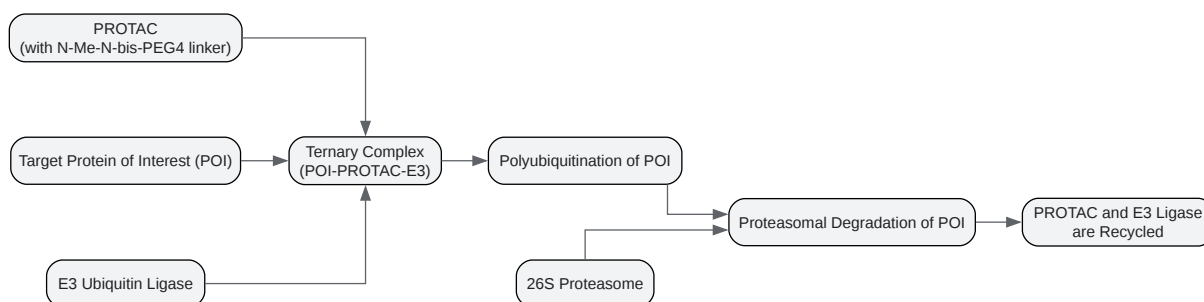 PROTAC
(with N-Me-N-bis-PEG4 linker)
Target Protein of Interest (POI)
E3 Ubiquitin Ligase
Ternary Complex
(POI-PROTAC-E3)
Polyubiquitination of POI
26S Proteasome
Proteasomal Degradation of POI
PROTAC and E3 Ligase
are Recycled